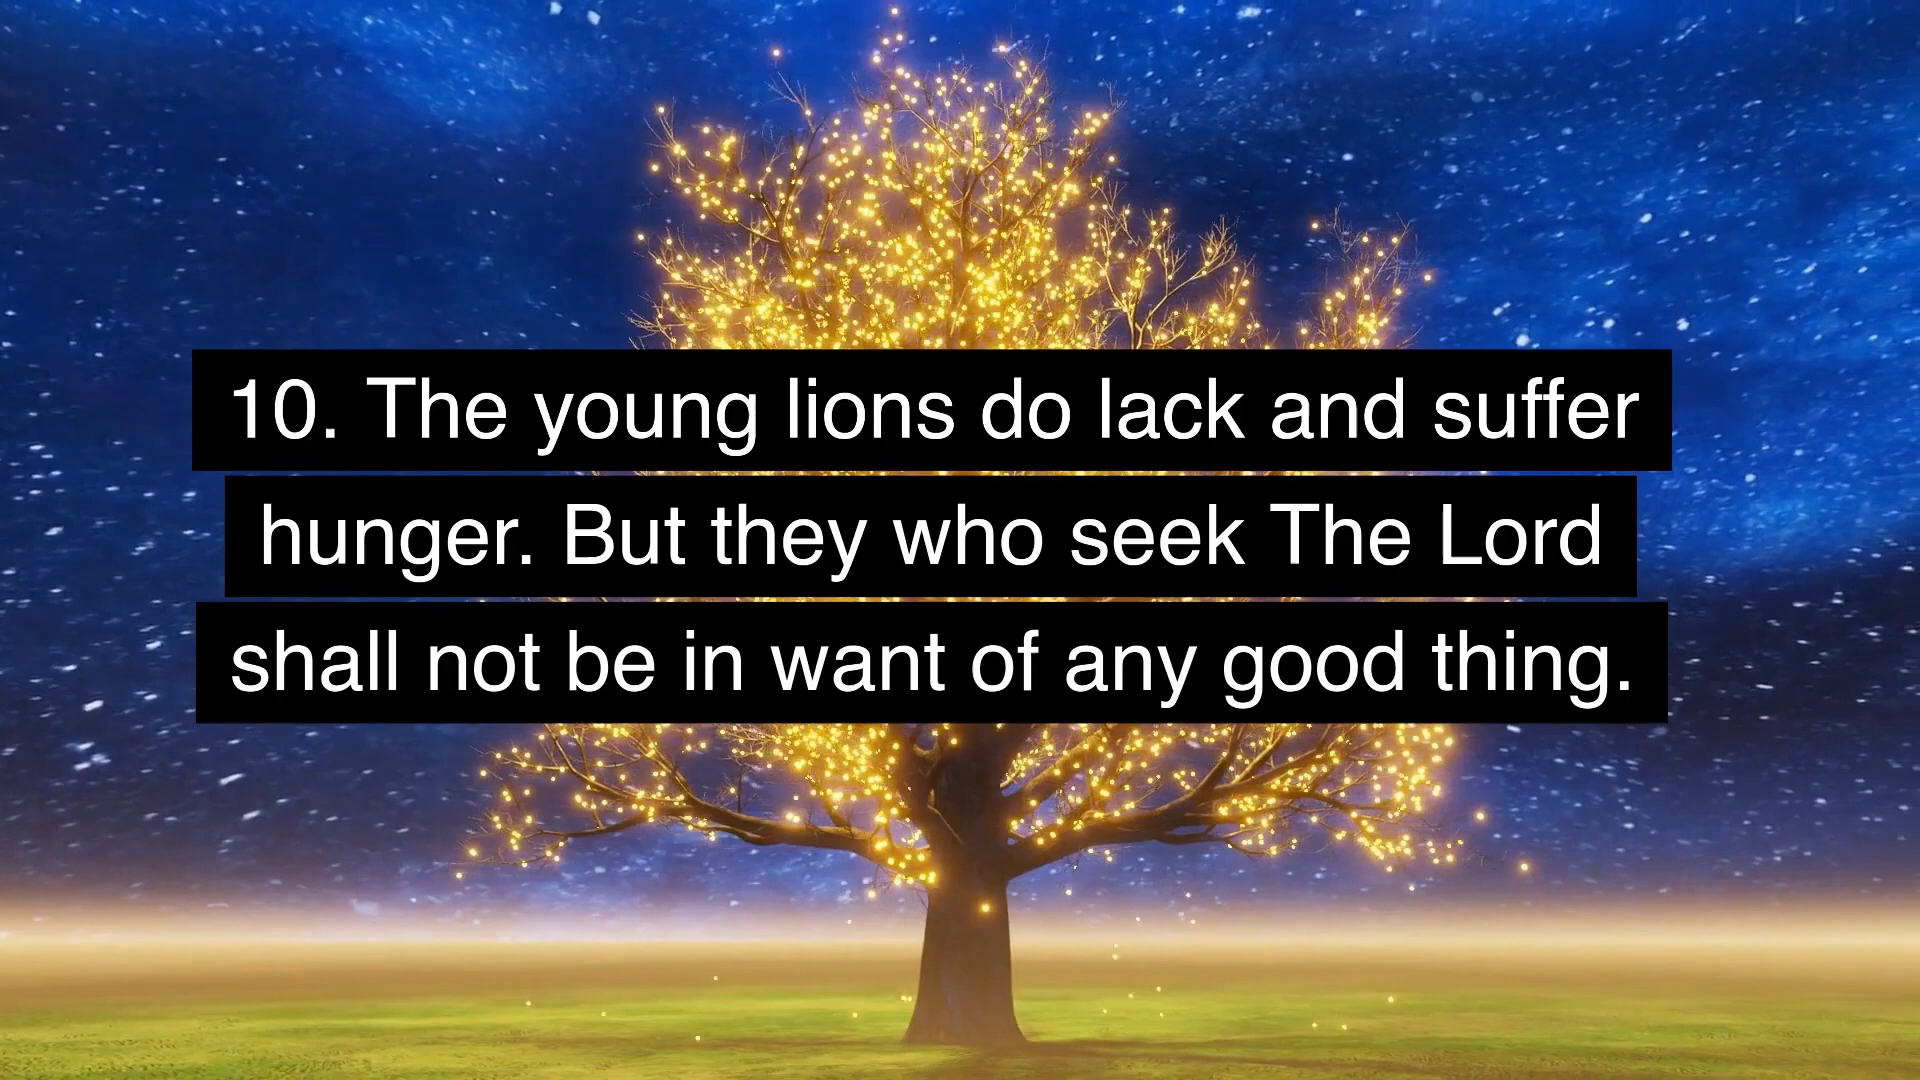 10. The young lions do lack and suffer
hunger. But they who seek The Lord
shall not be in want of any good thing.